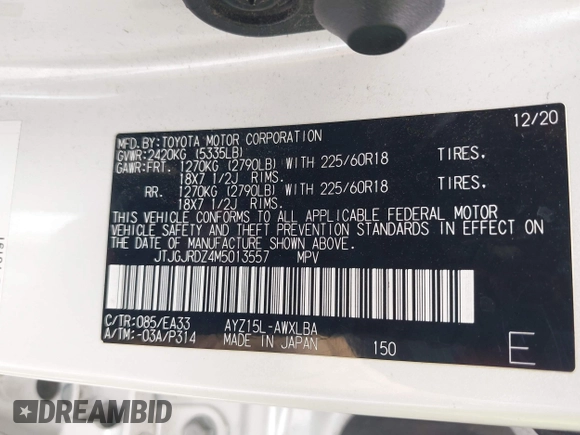 12/20
MFD.BY:TOYOTA MOTOR CORPORATION
GVWR:2420KG (5335LB)
GAWR:FRT. 1270KG (2790LB) WITH 225/60R18 TIRES.
18X7 1/2J RIMS.
RR. 1270KG (2790LB) WITH 225/60R18 TIRES.
18X7 1/2J RIMS.
THIS VEHICLE CONFORMS TO ALL APPLICABLE FEDERAL MOTOR
VEHICLE SAFETY AND THEFT PREVENTION STANDARDS IN EFFECT ON
THE DATE OF MANUFACTURE SHOWN ABOVE.
JTJGJRDZ4M5013557 MPV
C/TR:085/EA33 AYZ15L-AWXLBA
A/TM:-03A/P314 MADE IN JAPAN 150 E
DREAMBID